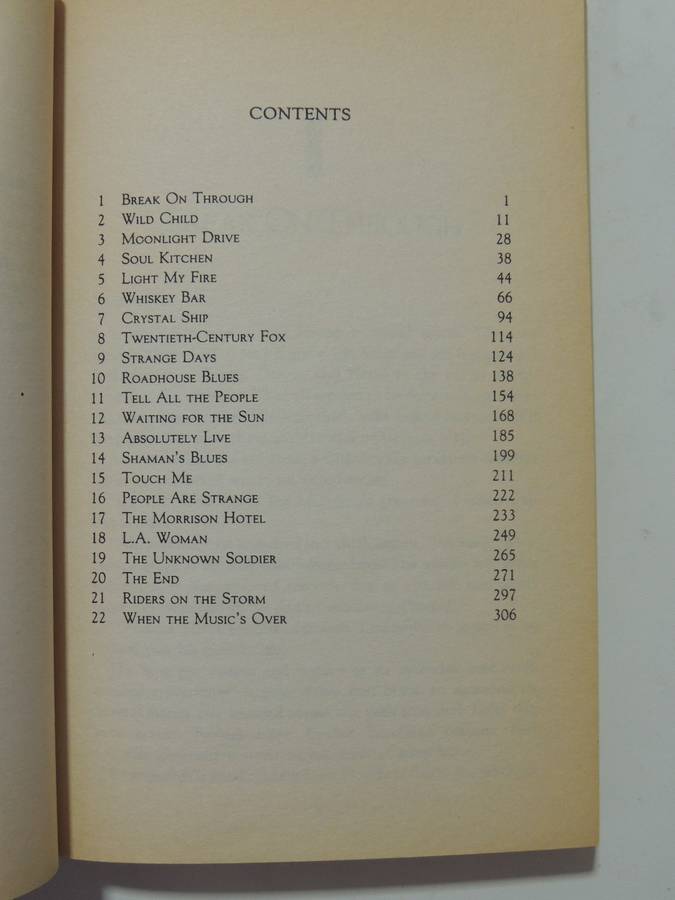 CONTENTS
1 Break On Through 1
2 Wild Child 11
3 Moonlight Drive 28
4 Soul Kitchen 38
5 Light My Fire 44
6 Whiskey Bar 66
7 Crystal Ship 94
8 Twentieth-Century Fox 114
9 Strange Days 124
10 Roadhouse Blues 138
11 Tell All the People 154
12 Waiting for the Sun 168
13 Absolutely Live 185
14 Shaman's Blues 199
15 Touch Me 211
16 People Are Strange 222
17 The Morrison Hotel 233
18 L.A. Woman 249
19 The Unknown Soldier 265
20 The End 271
21 Riders on the Storm 297
22 When the Music's Over 306